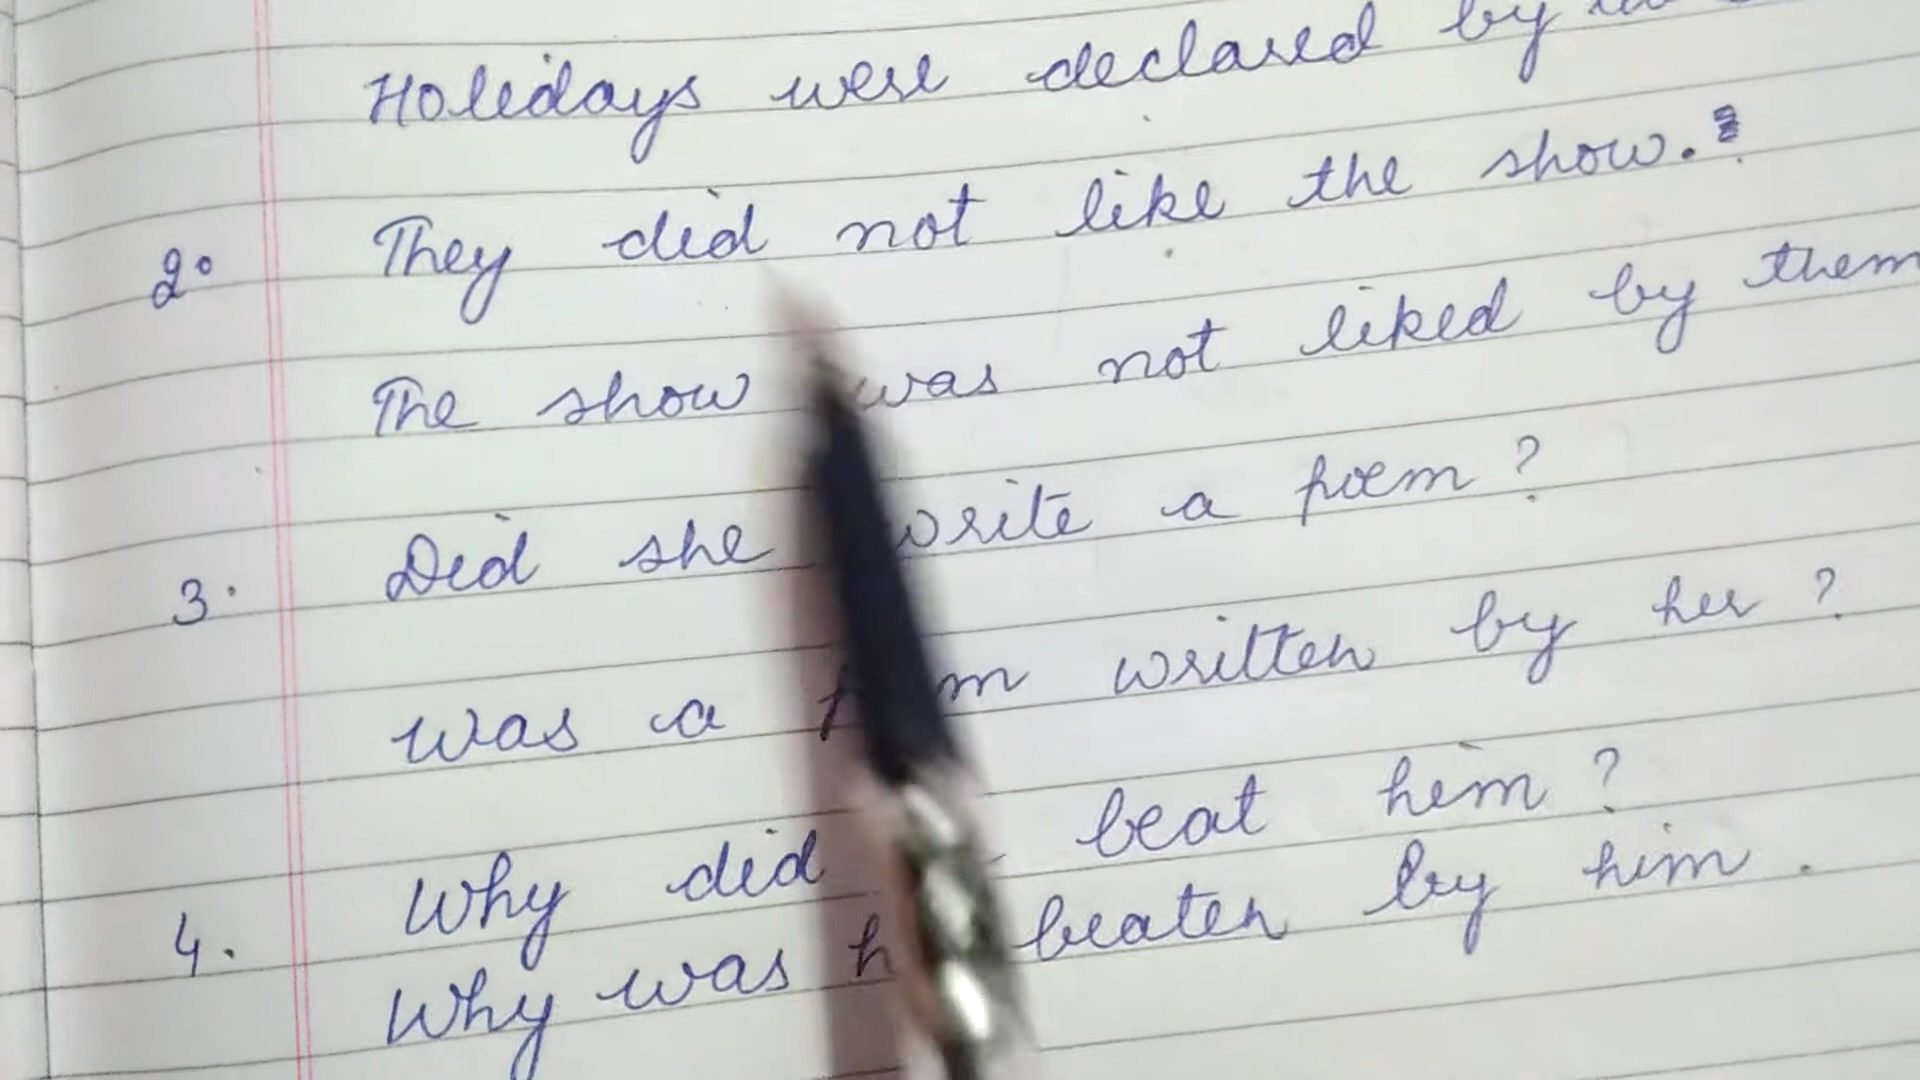 Holidays were declared by
2. They did not like the show.
The show was not liked by them
3. Did she write a poem ?
Was a written by her ?
4. Why did beat him ?
Why was beaten by him .